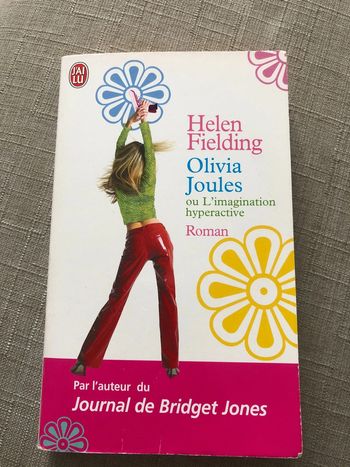 J'AI
LU
Helen
Fielding
Olivia
Joules
ou L'imagination
hyperactive
Roman
Par l'auteur du
Journal de Bridget Jones